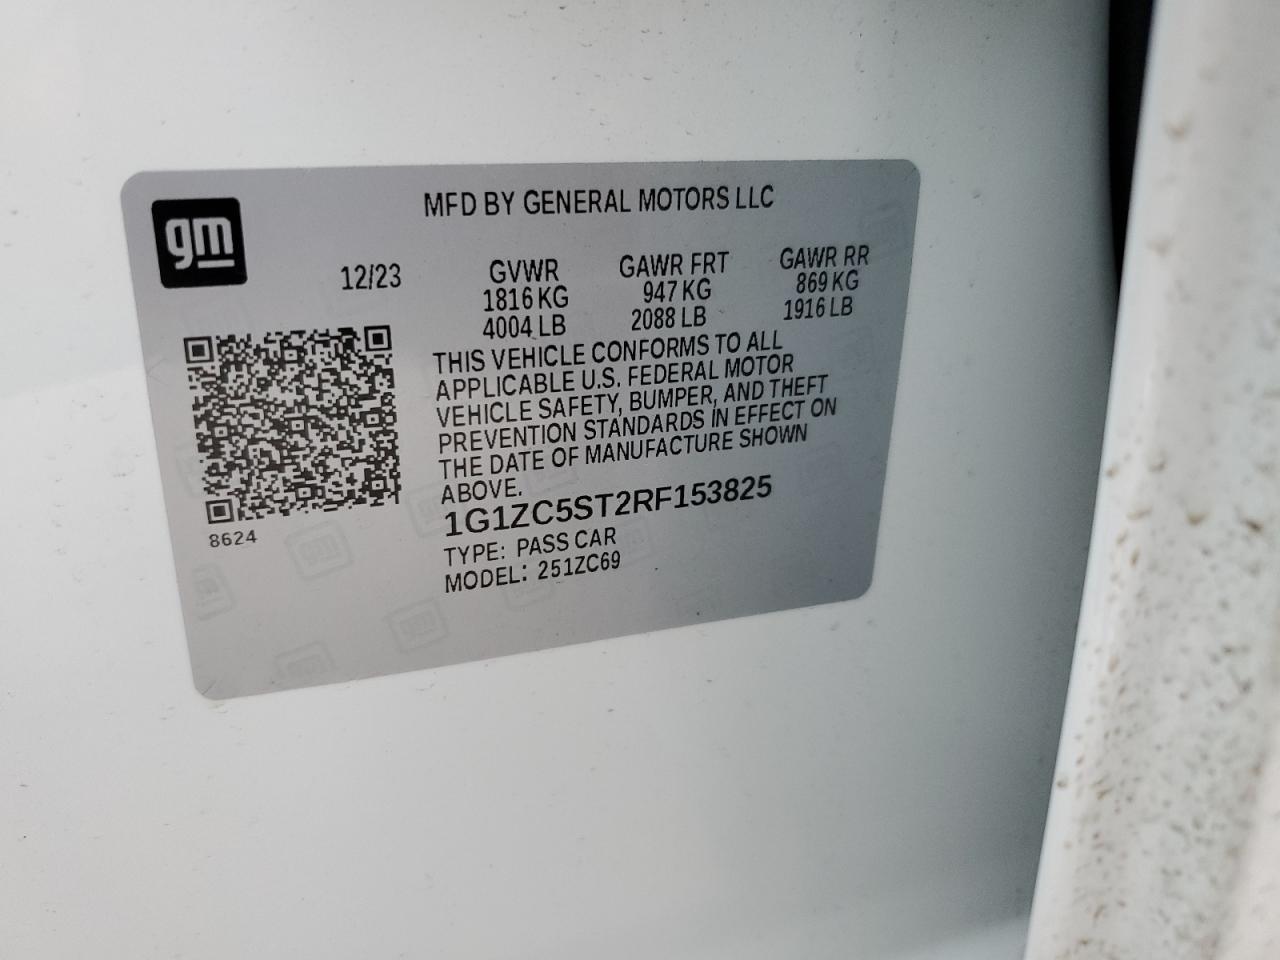 gm
MFD BY GENERAL MOTORS LLC
12/23
GVWR
1816 KG
4004 LB
GAWR FRT
947 KG
2088 LB
GAWR RR
869 KG
1916 LB
THIS VEHICLE CONFORMS TO ALL
APPLICABLE U.S. FEDERAL MOTOR
VEHICLE SAFETY, BUMPER, AND THEFT
PREVENTION STANDARDS IN EFFECT ON
THE DATE OF MANUFACTURE SHOWN
ABOVE.
1G1ZC5ST2RF153825
TYPE: PASS CAR
MODEL: 251ZC69
8624